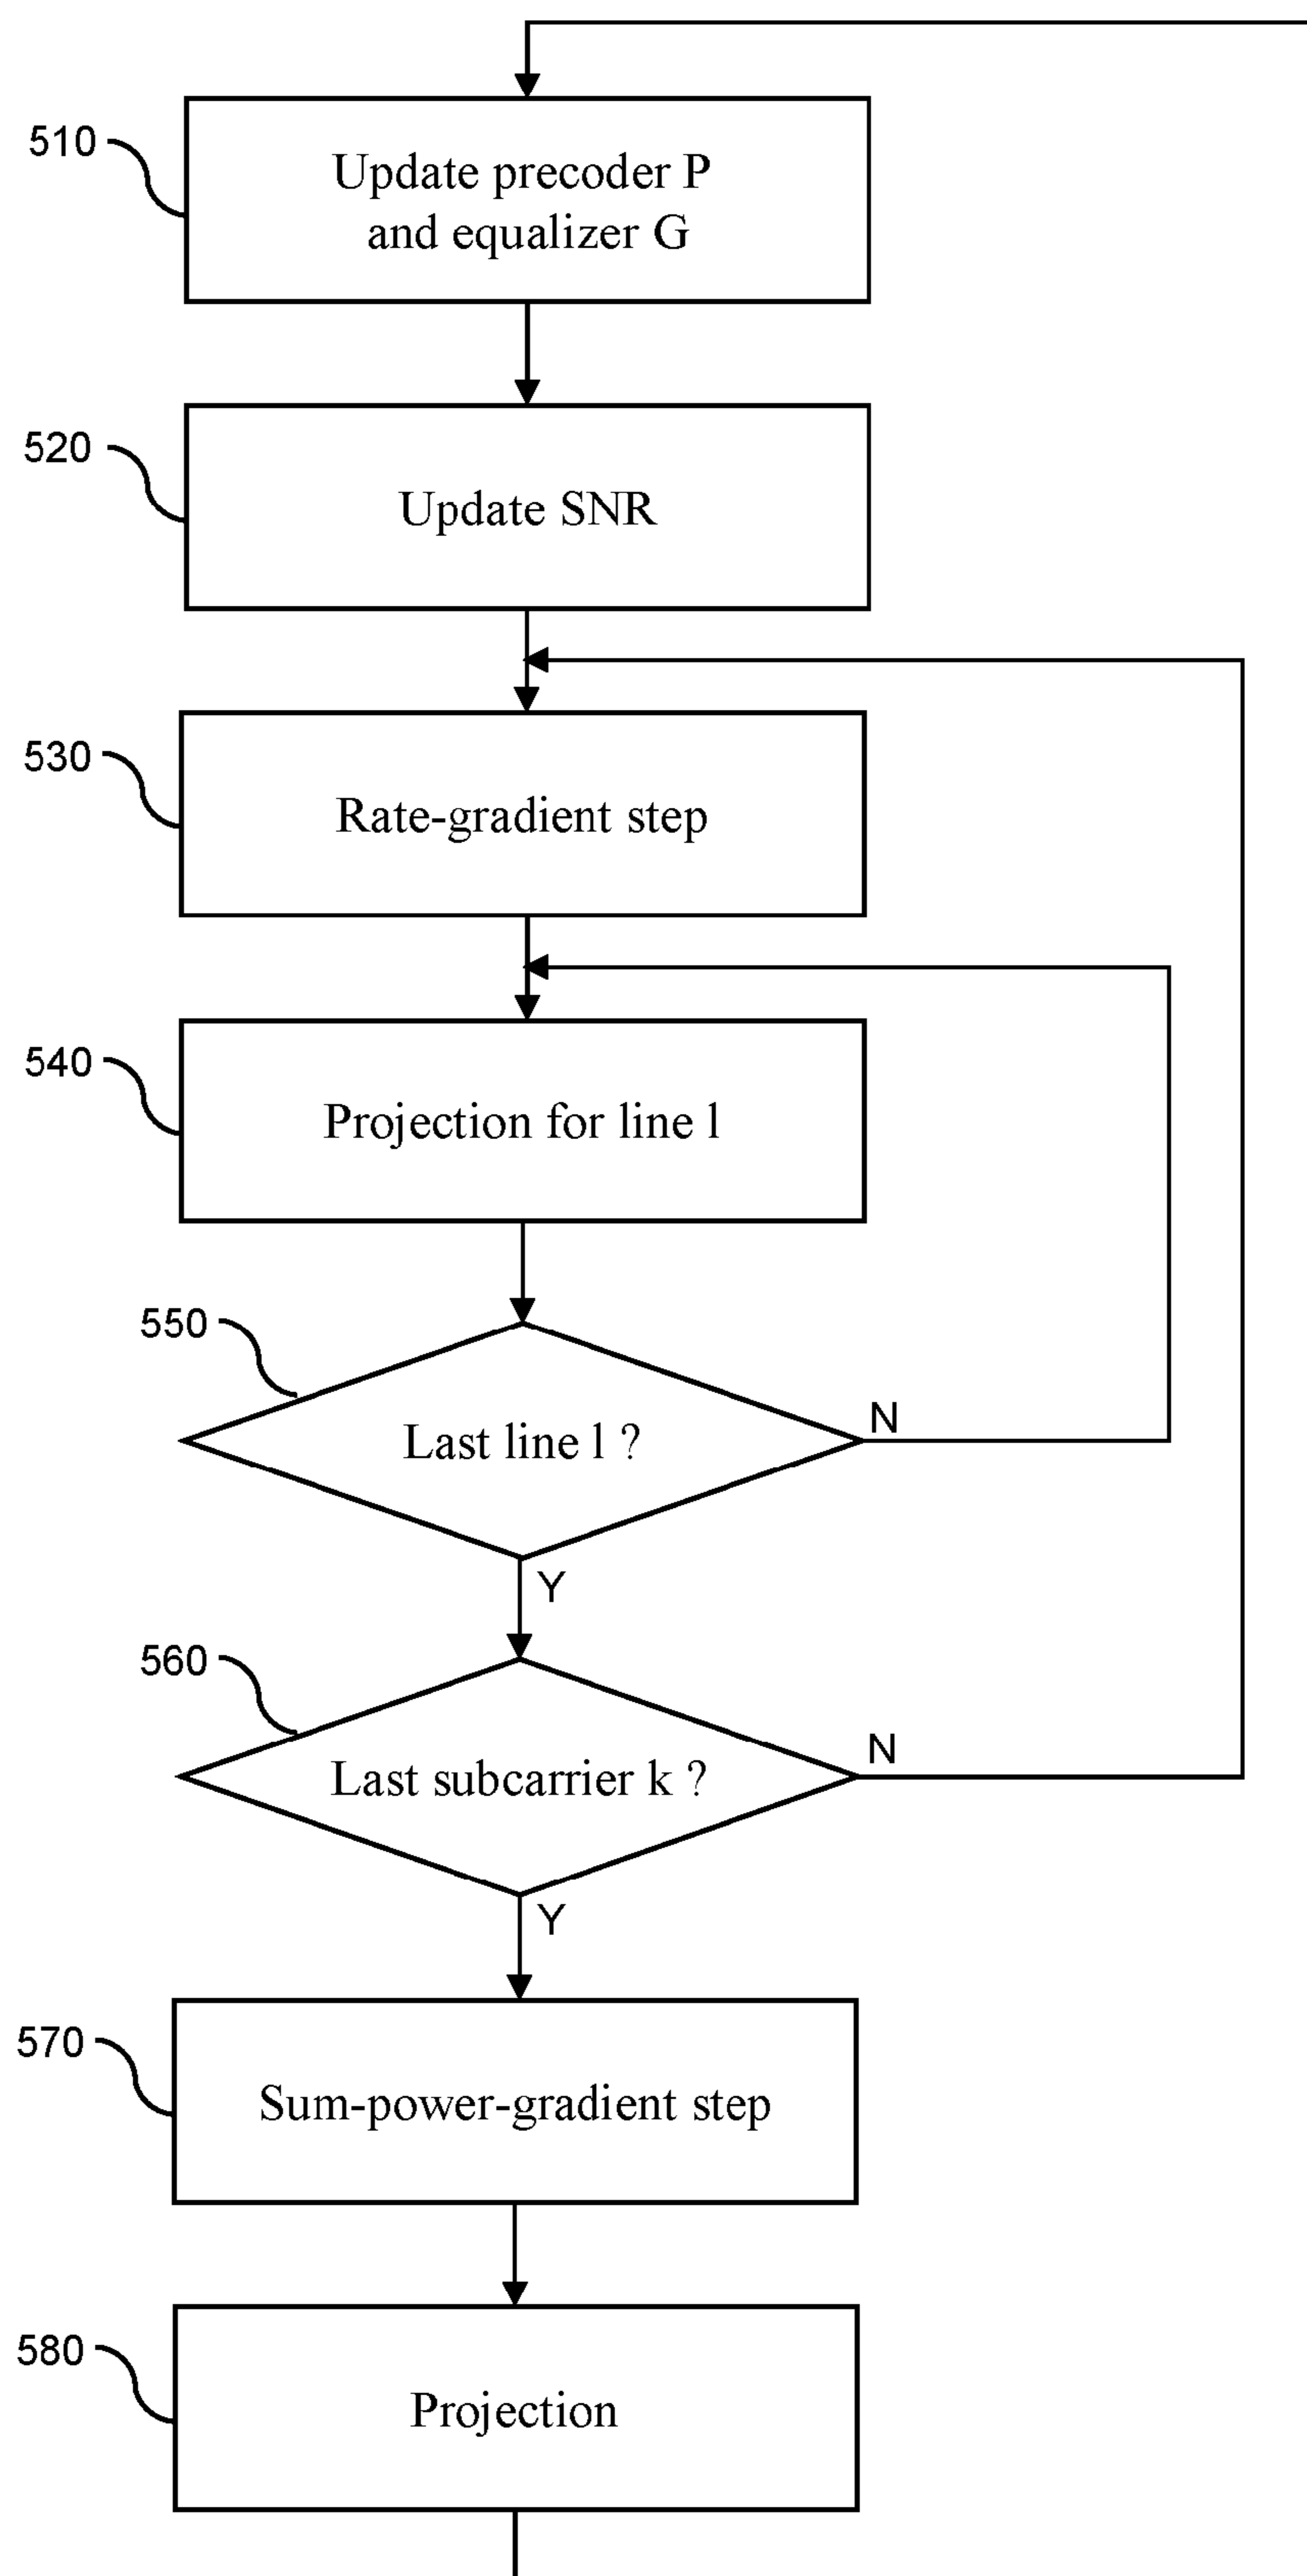 510
Update precoder P
and equalizer G
520
Update SNR
530
Rate-gradient step
540
Projection for line l
550
Last line l ?
N
Y
560
Last subcarrier k ?
N
Y
570
Sum-power-gradient step
580
Projection